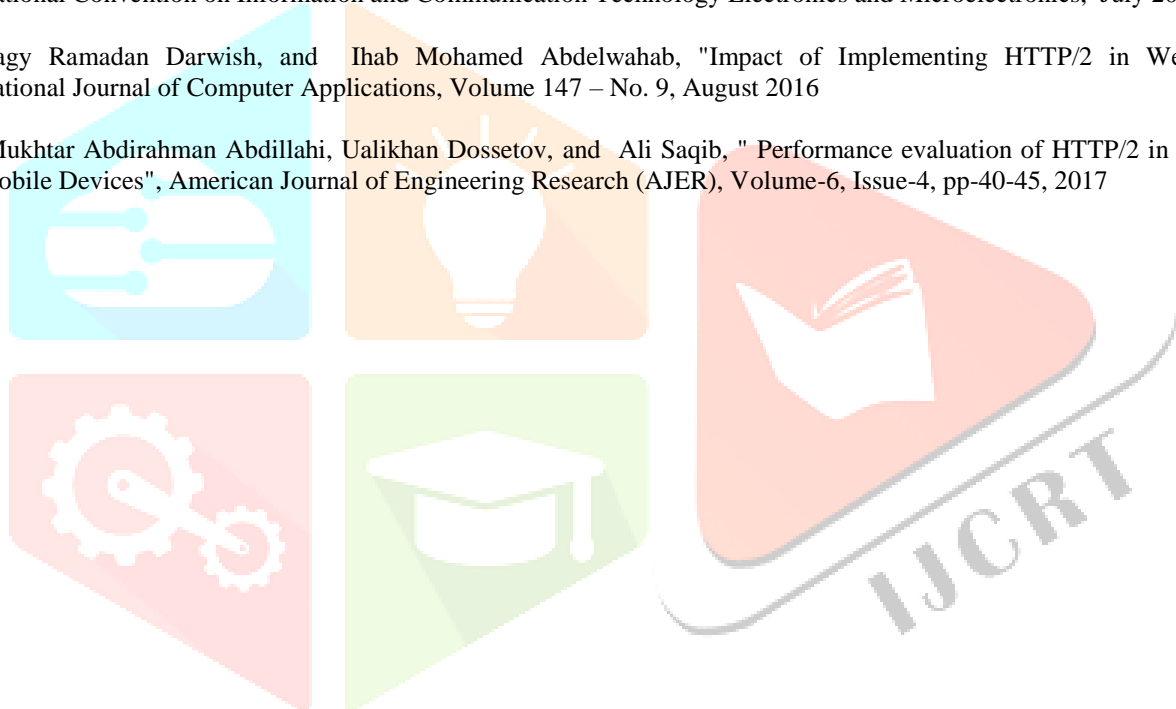 ational Convention on Information and Communication Technology Electronics and Microelectronics, July 20
agy Ramadan Darwish, and Ihab Mohamed Abdelwahab, "Impact of Implementing HTTP/2 in We
ational Journal of Computer Applications, Volume 147 – No. 9, August 2016
Mukhtar Abdirahman Abdillahi, Ualikhan Dossetov, and Ali Saqib, " Performance evaluation of HTTP/2 in
obile Devices", American Journal of Engineering Research (AJER), Volume-6, Issue-4, pp-40-45, 2017
IJCRT